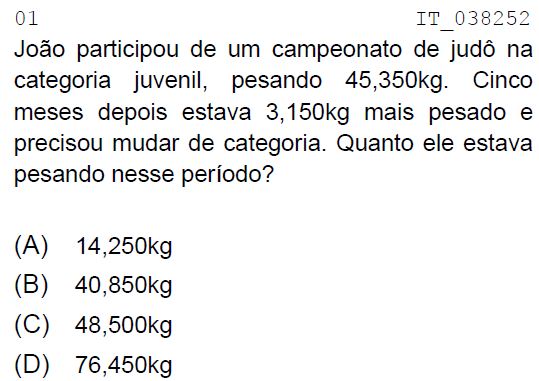 01 IT_038252
João participou de um campeonato de judô na
categoria juvenil, pesando 45,350kg. Cinco
meses depois estava 3,150kg mais pesado e
precisou mudar de categoria. Quanto ele estava
pesando nesse período?
(A) 14,250kg
(B) 40,850kg
(C) 48,500kg
(D) 76,450kg